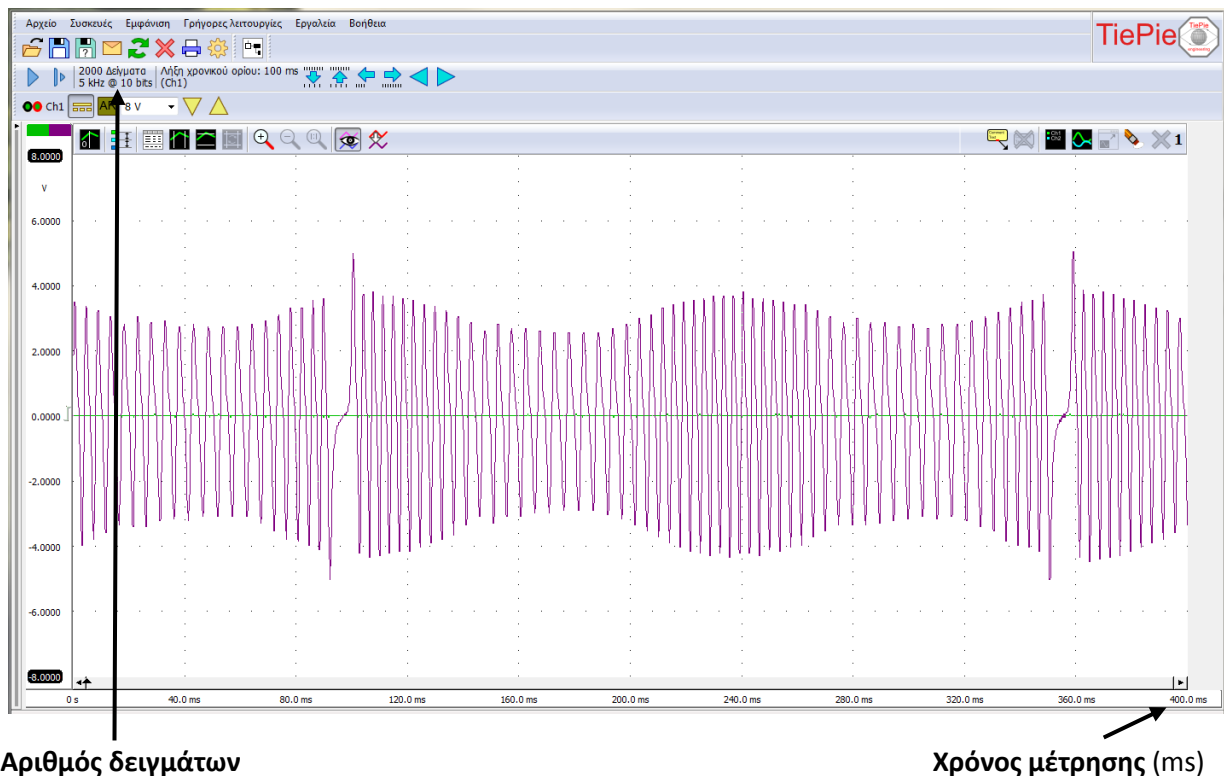 Αρχείο Συσκευές Εμφάνιση Γρήγορες λειτουργίες Εργαλεία Βοήθεια
TiePie
TiePie
engineering
2000 Δείγματα
5 kHz @ 10 bits
Λήξη χρονικού ορίου: 100 ms
(Ch1)
Ch1 8 V
1
8.0000
V
6.0000
4.0000
2.0000
0.0000
-2.0000
-4.0000
-6.0000
-8.0000
0 s 40.0 ms 80.0 ms 120.0 ms 160.0 ms 200.0 ms 240.0 ms 280.0 ms 320.0 ms 360.0 ms 400.0 ms
Αριθμός δειγμάτων
Χρόνος μέτρησης (ms)